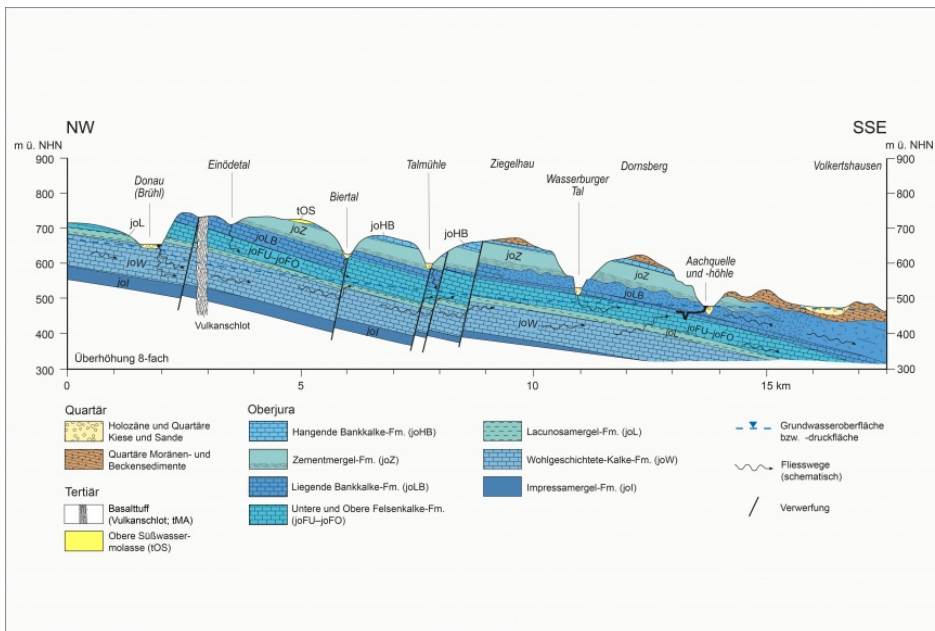 NW
SSE
m ü. NHN
m ü. NHN
900
800
700
600
500
400
300
900
800
700
600
500
400
300
Donau
(Brühl)
Einödetal
Biertal
Talmühle
Ziegelhau
Wasserburger
Tal
Dornsberg
Aachquelle
und -höhle
Volkertshausen
joL
tOS
joZ
joLB
joFU–joFO
joHB
joHB
joZ
joZ
joLB
joW
joI
joI
joW
joL
joFU–joFO
Vulkanschlot
Überhöhung 8-fach
0
5
10
15 km
Quartär
Holozäne und Quartäre
Kiese und Sande
Quartäre Moränen- und
Beckensedimente
Tertiär
Basalttuff
(Vulkanschlot; tMA)
Obere Süßwasser-
molasse (tOS)
Oberjura
Hangende Bankkalke-Fm. (joHB)
Zementmergel-Fm. (joZ)
Liegende Bankkalke-Fm. (joLB)
Untere und Obere Felsenkalke-Fm.
(joFU–joFO)
Lacunosamergel-Fm. (joL)
Wohlgeschichtete-Kalke-Fm. (joW)
Impressamergel-Fm. (joI)
Grundwasseroberfläche
bzw. -druckfläche
Fliesswege
(schematisch)
Verwerfung